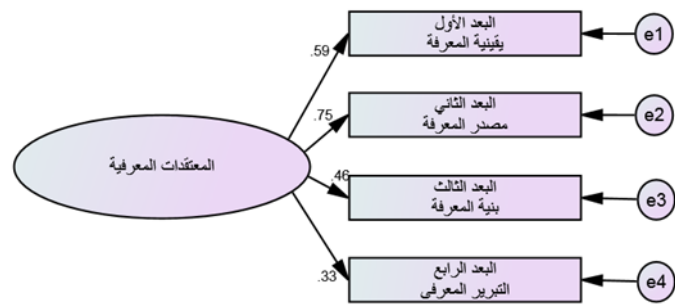 البعد الأول
يقينية المعرفة
e1
.59
البعد الثاني
مصدر المعرفة
e2
.75
المعتقدات المعرفية
البعد الثالث
بنية المعرفة
e3
.46
البعد الرابع
التبرير المعرفى
e4
.33